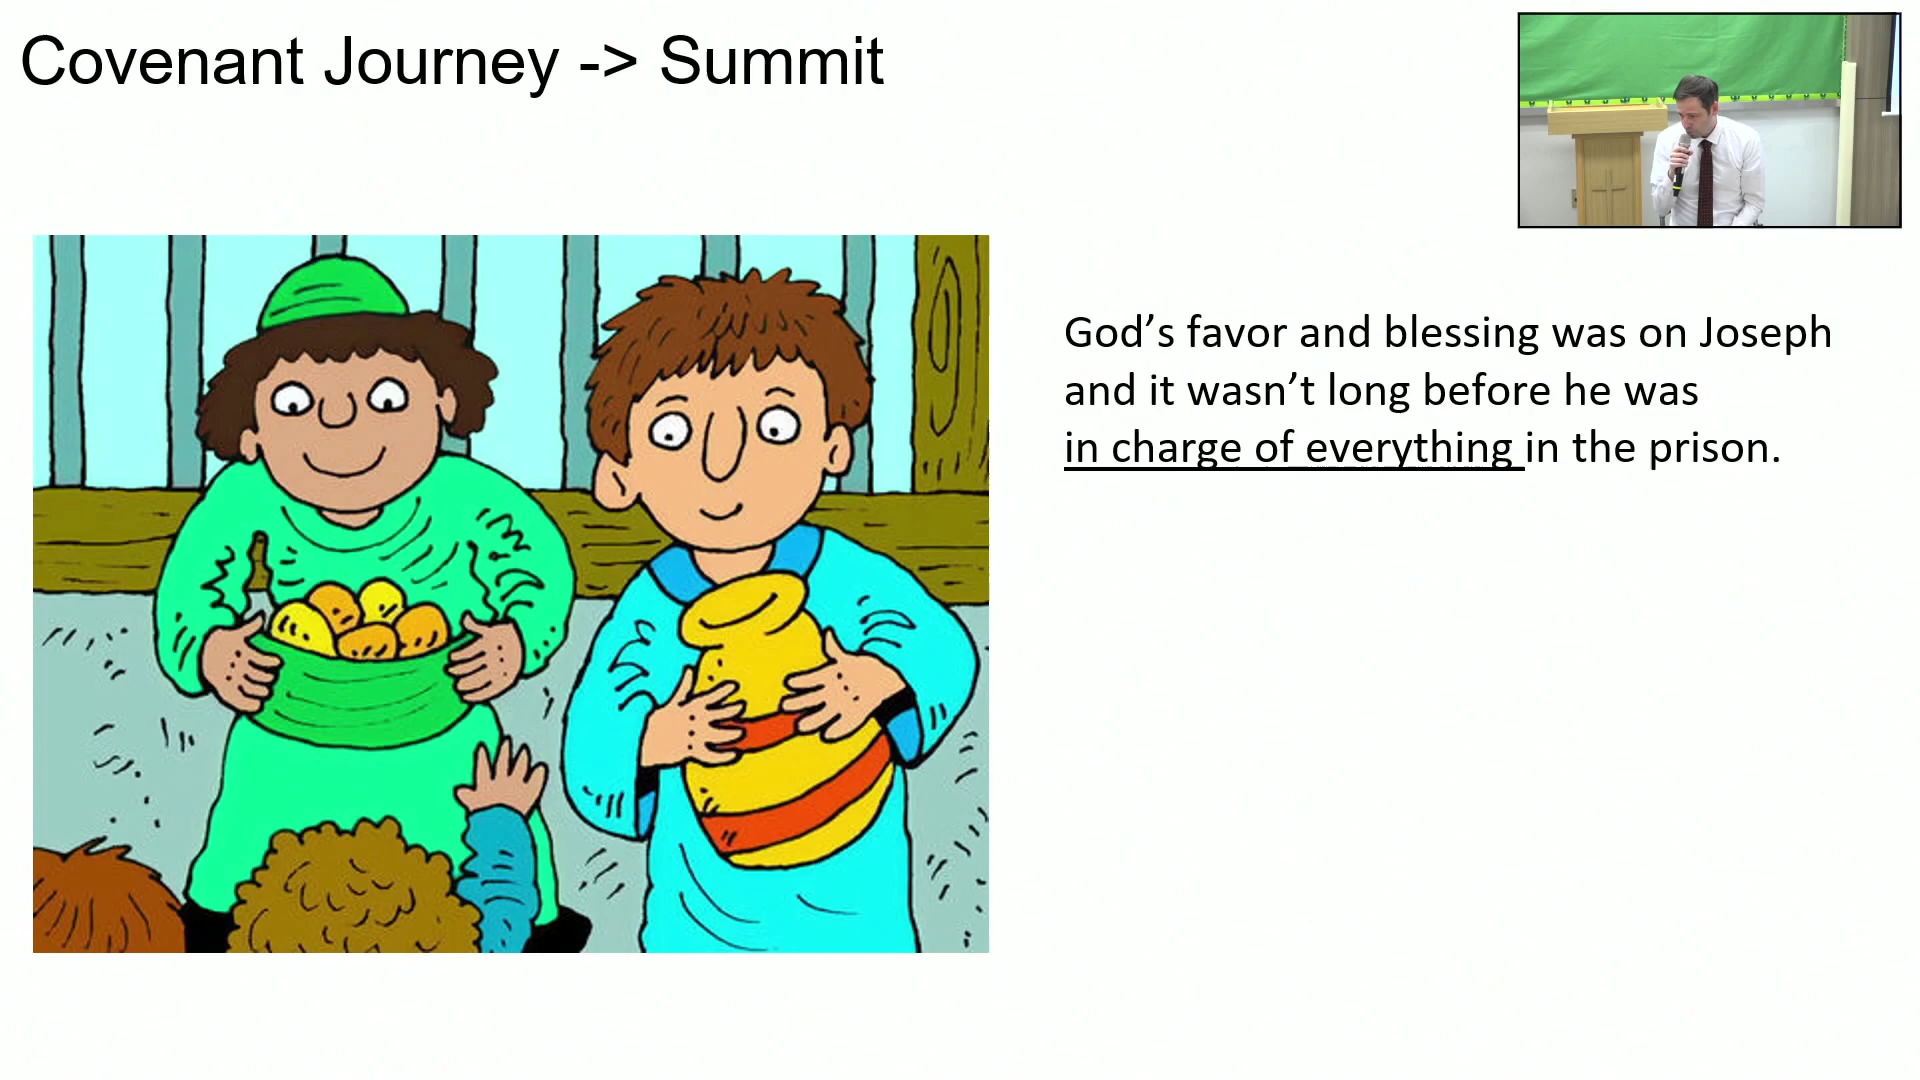 Covenant Journey -> Summit
God’s favor and blessing was on Joseph
and it wasn’t long before he was
in charge of everything in the prison.